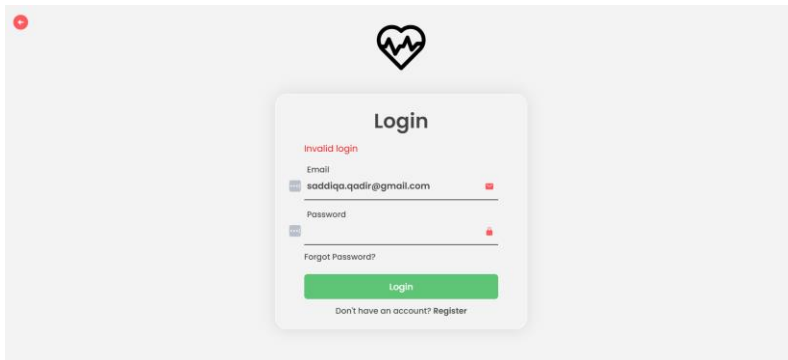 Login
Invalid login
Email
saddiqa.qadir@gmail.com
Password
Forgot Password?
Login
Don't have an account? Register